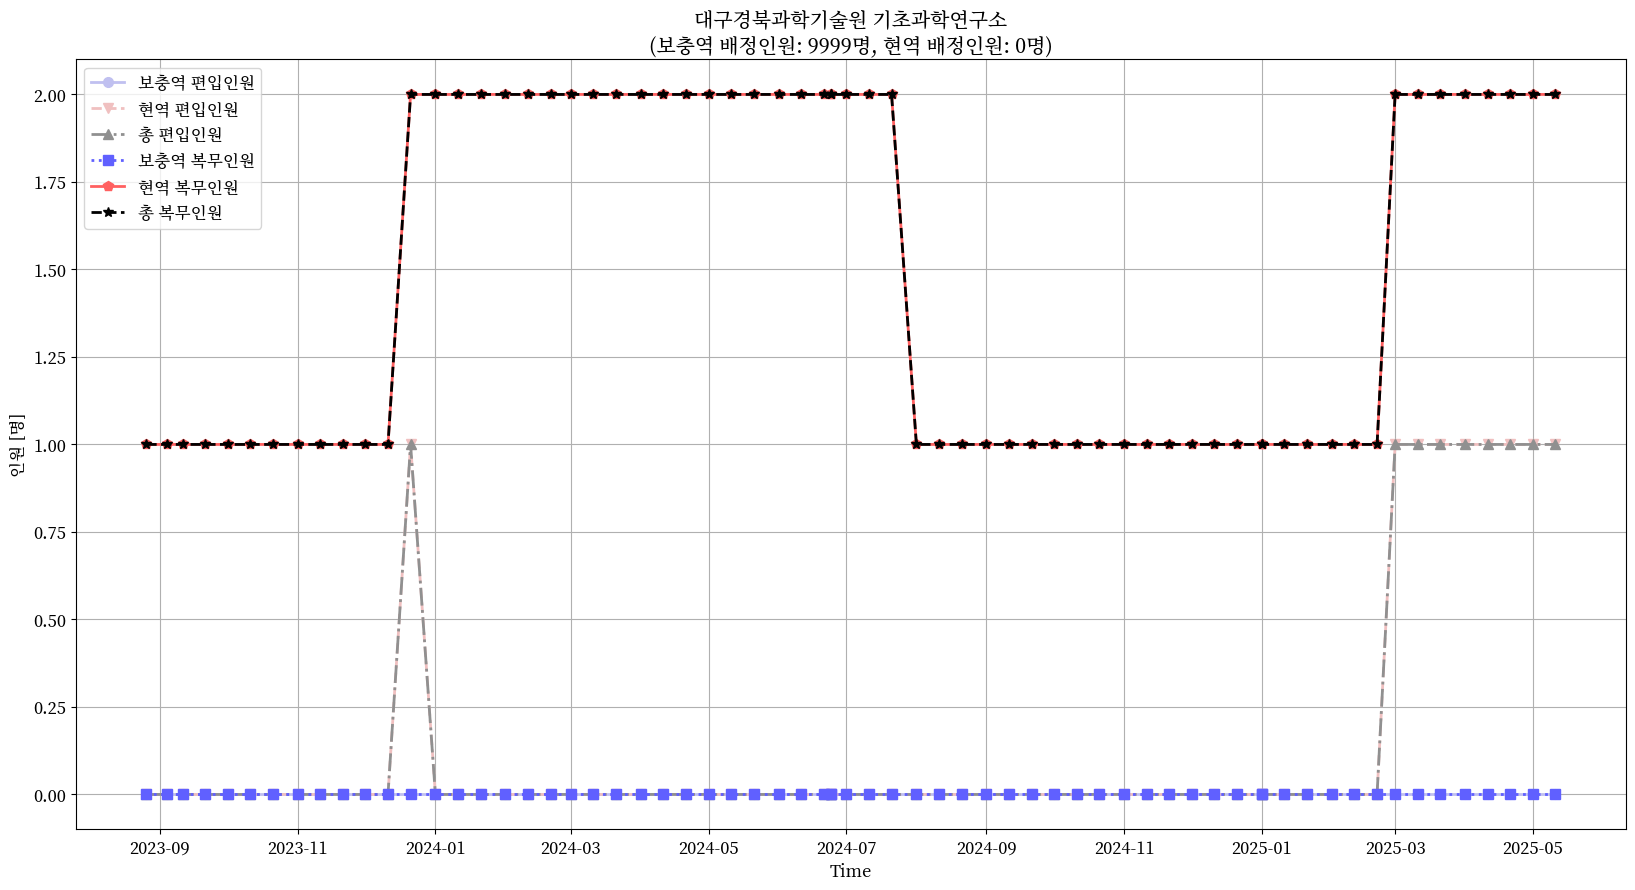 대구경북과학기술원 기초과학연구소
(보충역 배정인원: 9999명, 현역 배정인원: 0명)
보충역 편입인원
현역 편입인원
총 편입인원
보충역 복무인원
현역 복무인원
총 복무인원
2.00
1.75
1.50
1.25
1.00
0.75
0.50
0.25
0.00
인원 [명]
2023-09
2023-11
2024-01
2024-03
2024-05
2024-07
2024-09
2024-11
2025-01
2025-03
2025-05
Time